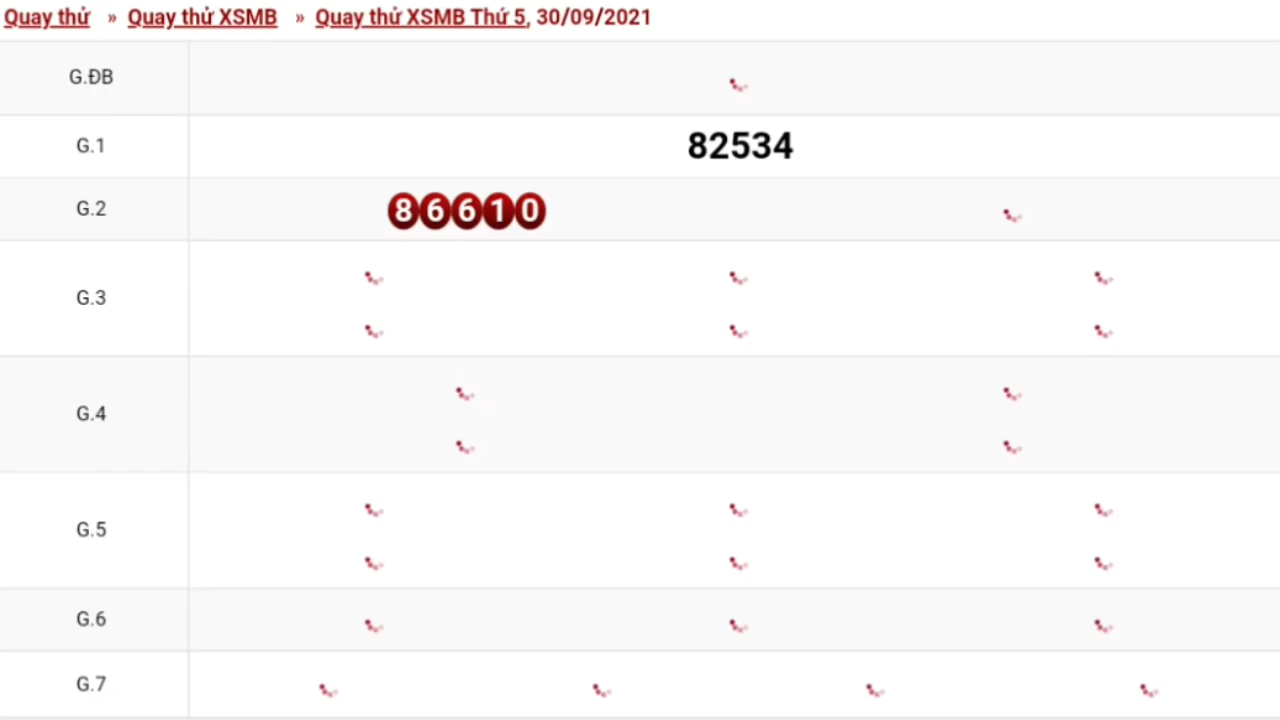 Quay thử » Quay thử XSMB » Quay thử XSMB Thứ 5, 30/09/2021
G.ĐB
G.1 82534
G.2 86610
G.3
G.4
G.5
G.6
G.7